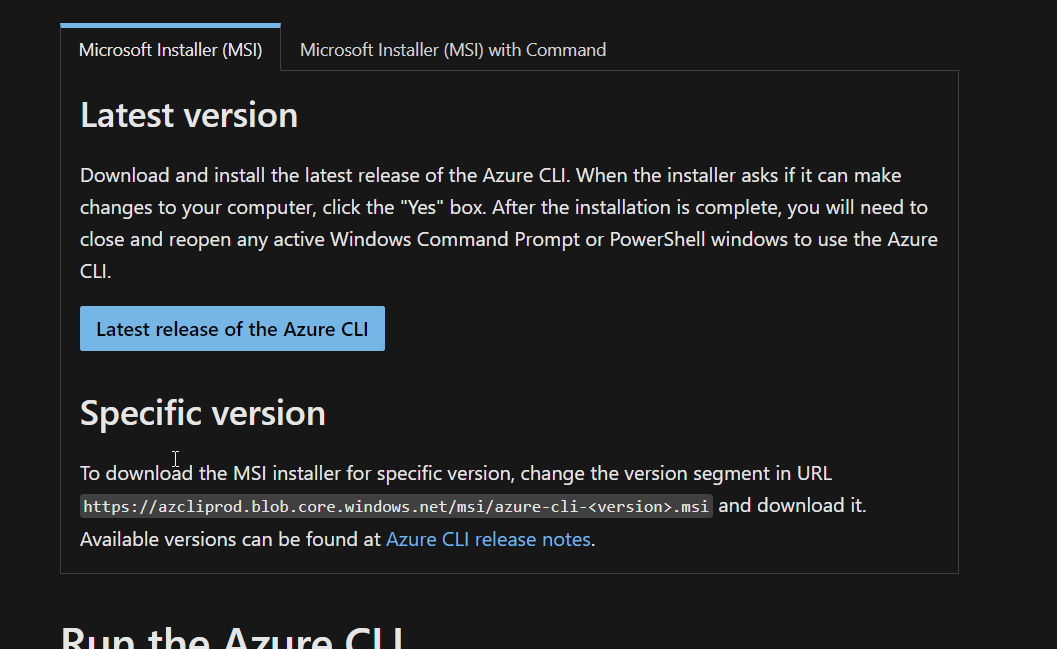 Microsoft Installer (MSI)
Microsoft Installer (MSI) with Command
Latest version
Download and install the latest release of the Azure CLI. When the installer asks if it can make
changes to your computer, click the "Yes" box. After the installation is complete, you will need to
close and reopen any active Windows Command Prompt or PowerShell windows to use the Azure
CLI.
Latest release of the Azure CLI
Specific version
To download the MSI installer for specific version, change the version segment in URL
https://azcliprod.blob.core.windows.net/msi/azure-cli-<version>.msi and download it.
Available versions can be found at Azure CLI release notes.
Run the Azure CLI